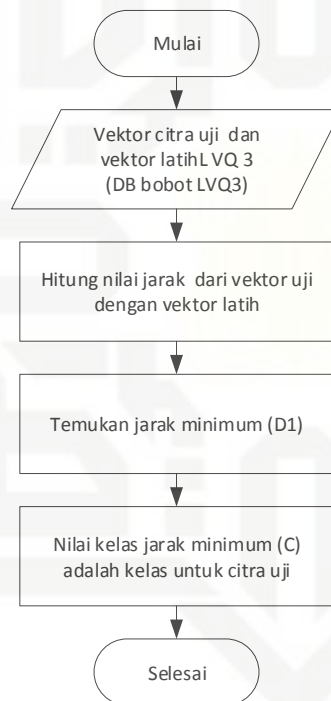 Mulai
Vektor citra uji dan
vektor latihL VQ 3
(DB bobot LVQ3)
Hitung nilai jarak dari vektor uji
dengan vektor latih
Temukan jarak minimum (D1)
Nilai kelas jarak minimum (C)
adalah kelas untuk citra uji
Selesai